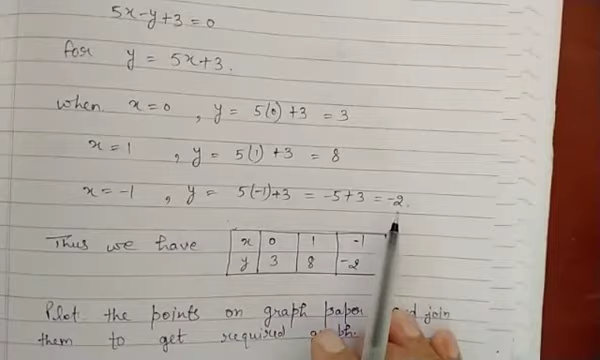 5x-y+3=0
for y = 5x+3.
when x=0 , y = 5(0)+3 = 3
x=1 , y = 5(1)+3 = 8
x=-1 , y = 5(-1)+3 = -5+3 = -2.
Thus we have x 0 1 -1
y 3 8 -2
Plot the points on graph paper and join
them to get required graph.